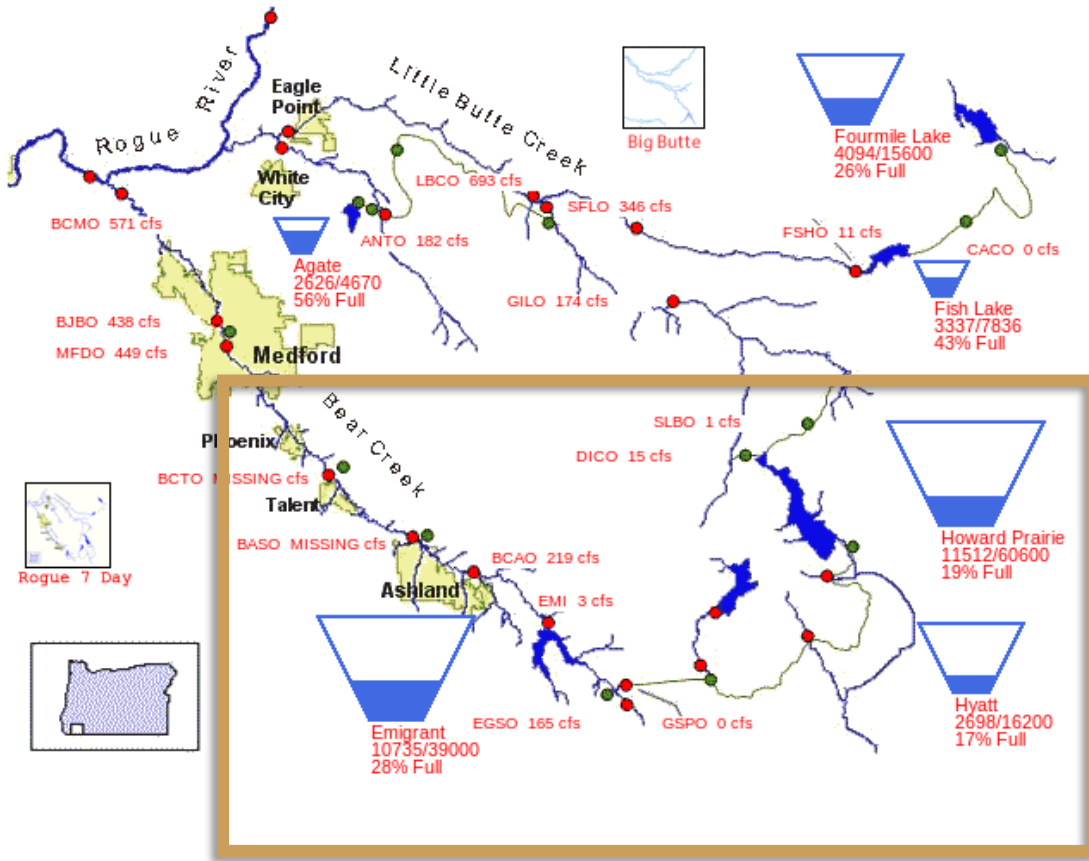 Rogue River
Eagle
Point
Little Butte Creek
Big Butte
Fourmile Lake
4094/15600
26% Full
White
City
LBCO 693 cfs
SFLO 346 cfs
BCMO 571 cfs
ANTO 182 cfs
FSHO 11 cfs
CACO 0 cfs
Agate
2626/4670
56% Full
GILO 174 cfs
Fish Lake
3337/7836
43% Full
BJBO 438 cfs
MFDO 449 cfs
Medford
Bear Creek
SLBO 1 cfs
Phoenix
DICO 15 cfs
BCTO MISSING cfs
Talent
Howard Prairie
11512/60600
19% Full
BASO MISSING cfs
BCAO 219 cfs
Rogue 7 Day
Ashland
EMI 3 cfs
Hyatt
2698/16200
17% Full
EGSO 165 cfs
GSPO 0 cfs
Emigrant
10735/39000
28% Full